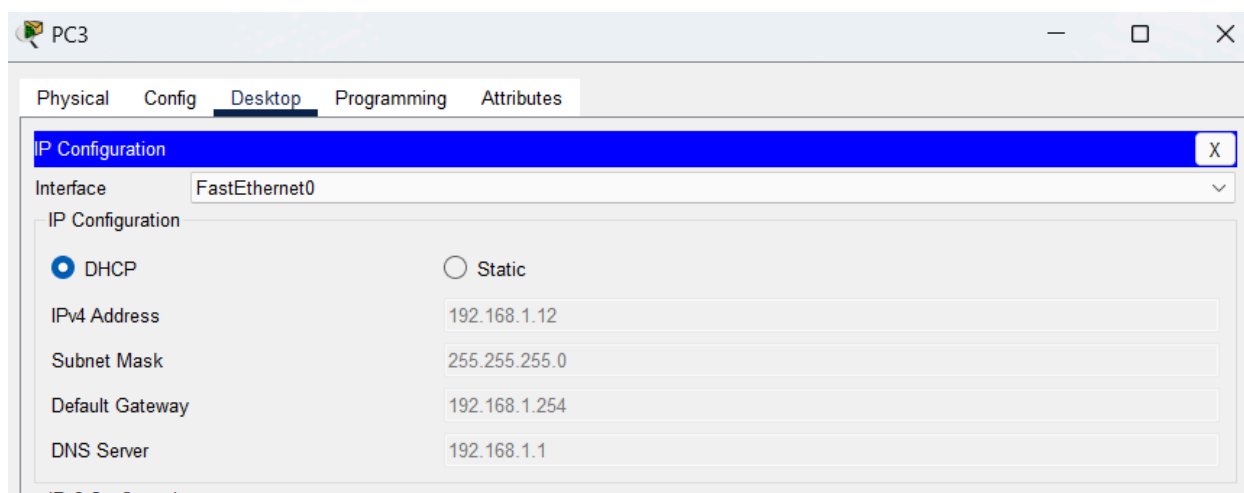 PC3
Physical Config Desktop Programming Attributes
IP Configuration X
Interface FastEthernet0
IP Configuration
DHCP Static
IPv4 Address 192.168.1.12
Subnet Mask 255.255.255.0
Default Gateway 192.168.1.254
DNS Server 192.168.1.1